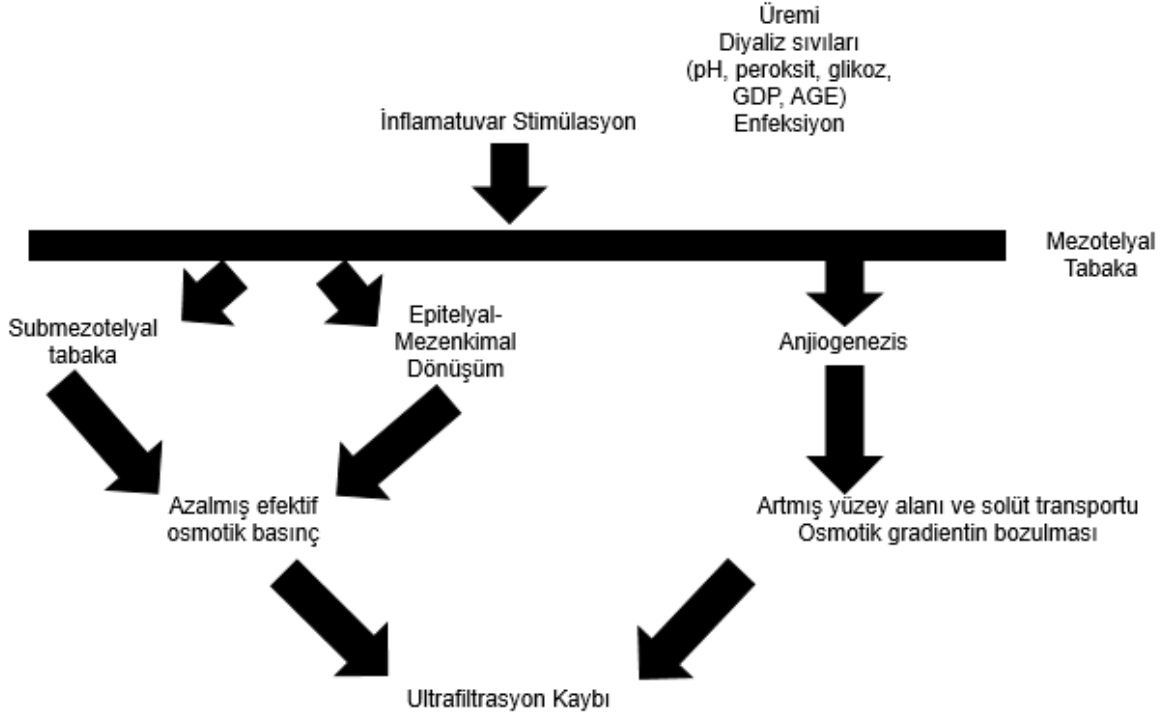 Üremi
Diyaliz sıvıları
(pH, peroksit, glikoz,
GDP, AGE)
Enfeksiyon
İnflamatuvar Stimülasyon
Mezotelyal
Tabaka
Submezotelyal
tabaka
Epitelyal-
Mezenkimal
Dönüşüm
Anjiogenezis
Azalmış efektif
osmotik basınç
Artmış yüzey alanı ve solüt transportu
Osmotik gradientin bozulması
Ultrafiltrasyon Kaybı